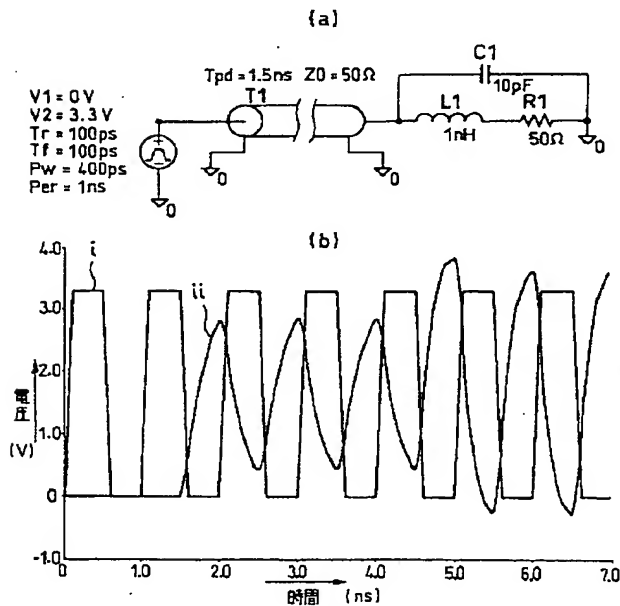 (a)
C1
10pF
Tpd = 1.5ns Z0 = 50Ω
T1
L1
1nH
R1
50Ω
V1 = 0V
V2 = 3.3V
Tr = 100ps
Tf = 100ps
Pw = 400ps
Per = 1ns
0
0
0
0
(b)
4.0
3.0
2.0
1.0
0
-1.0
i
ii
電圧
(V)
0 1.0 2.0 3.0 4.0 5.0 6.0 7.0
時間 (ns)